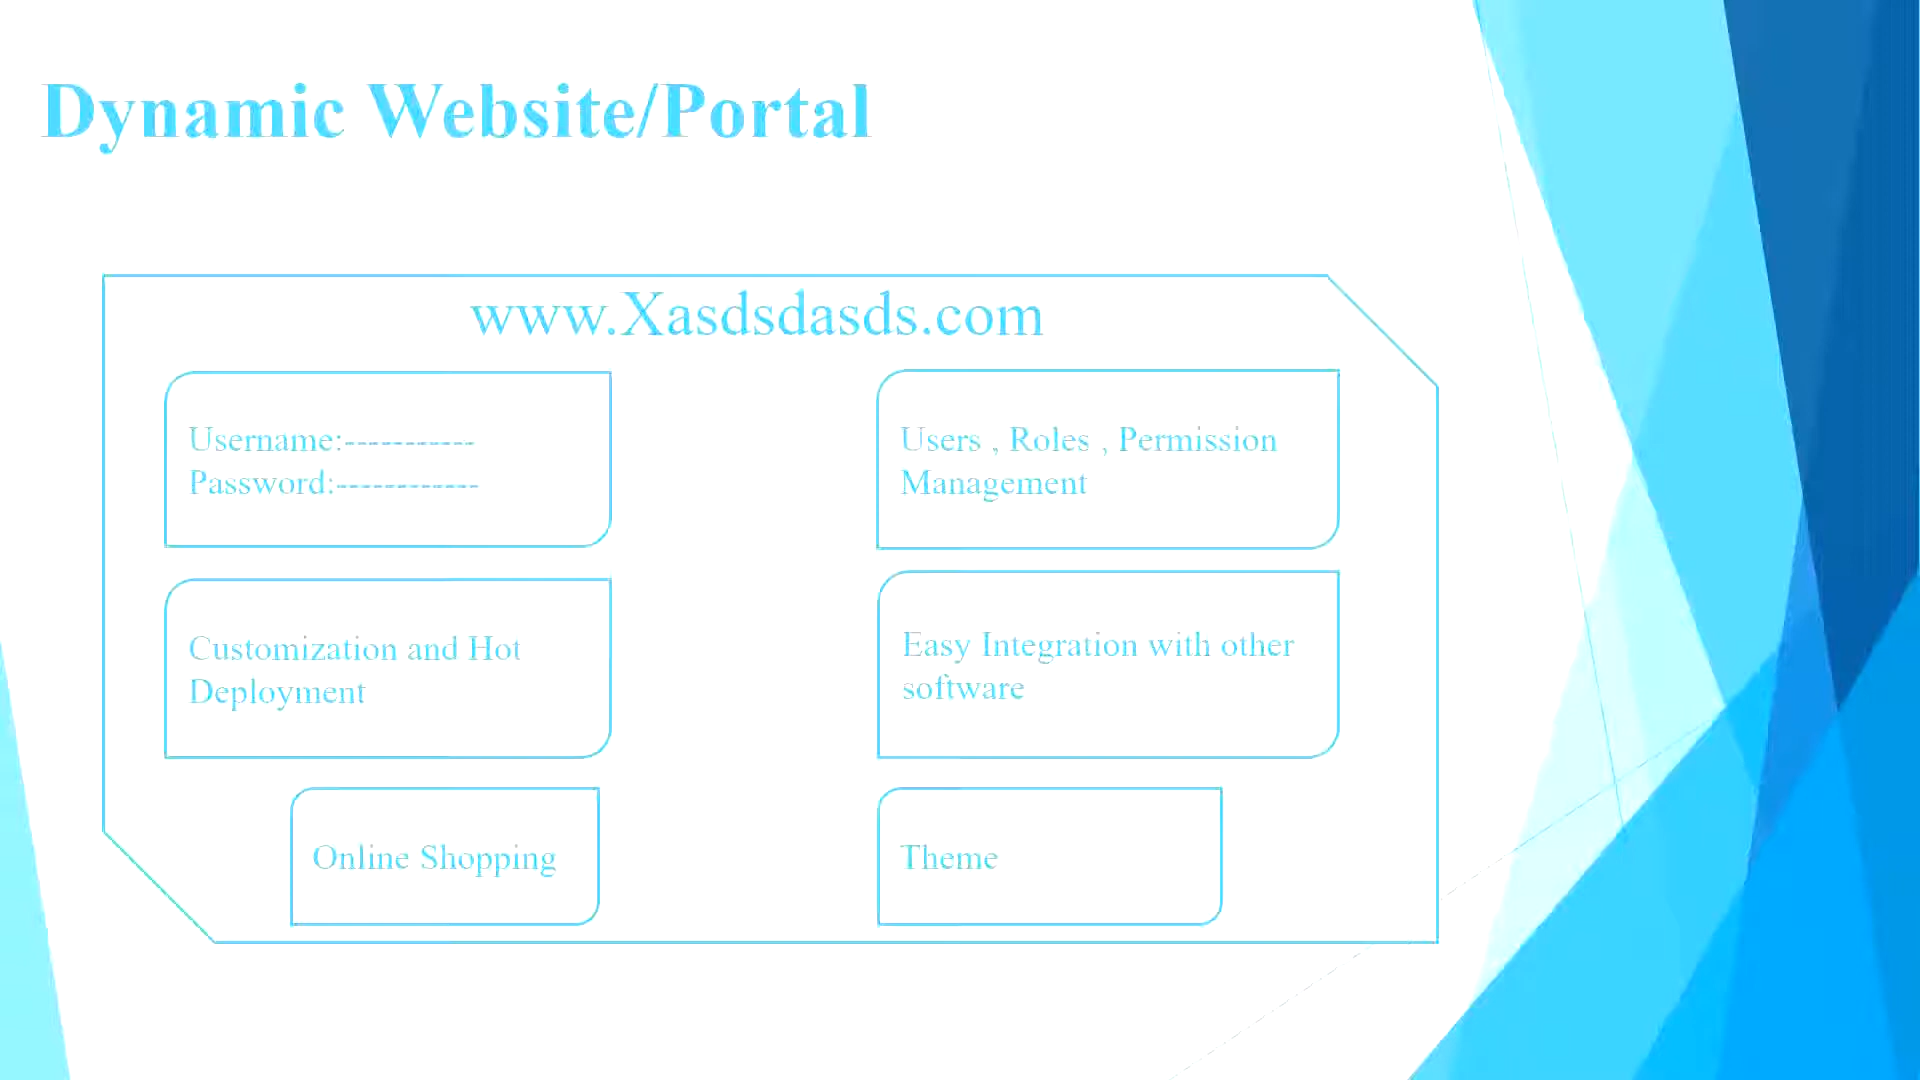 Dynamic Website/Portal
www.Xasdsdasds.com
Username:-----------
Password:------------
Users , Roles , Permission
Management
Customization and Hot
Deployment
Easy Integration with other
software
Online Shopping
Theme